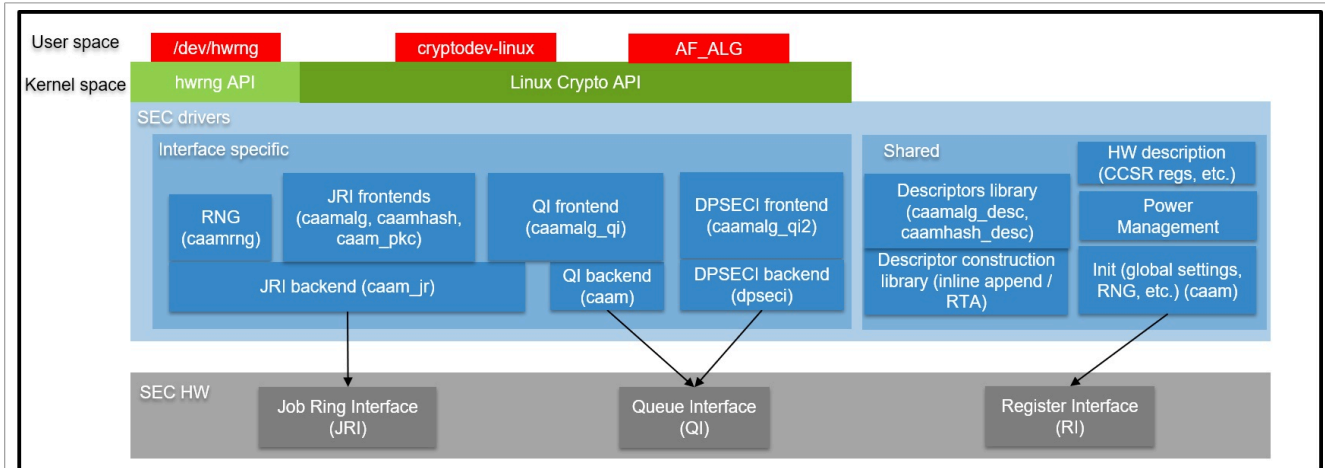 User space
/dev/hwrng
cryptodev-linux
AF_ALG
Kernel space
hwrng API
Linux Crypto API
SEC drivers
Interface specific
RNG
(caamrng)
JRI frontends
(caamalg, caamhash,
caam_pkc)
QI frontend
(caamalg_qi)
DPSECI frontend
(caamalg_qi2)
JRI backend (caam_jr)
QI backend
(caam)
DPSECI backend
(dpseci)
Shared
HW description
(CCSR regs, etc.)
Descriptors library
(caamalg_desc,
caamhash_desc)
Power
Management
Descriptor construction
library (inline append /
RTA)
Init (global settings,
RNG, etc.) (caam)
SEC HW
Job Ring Interface
(JRI)
Queue Interface
(QI)
Register Interface
(RI)